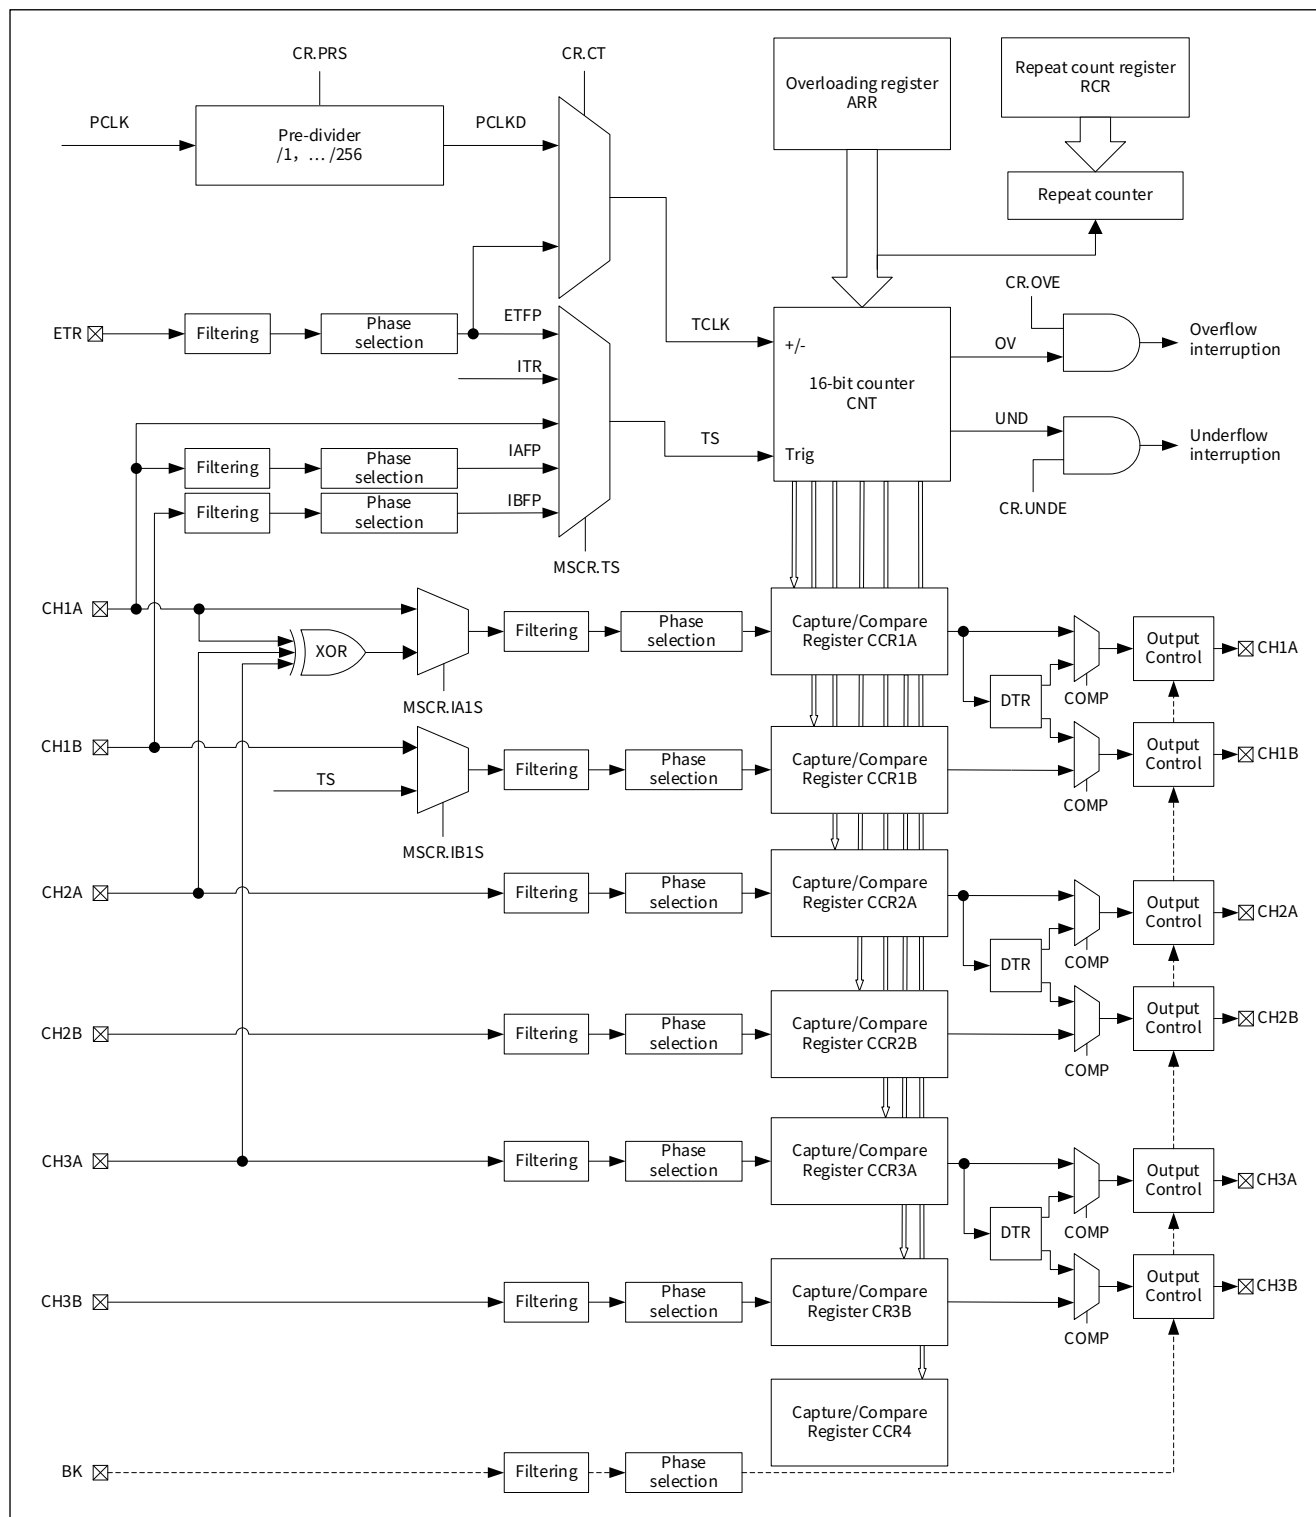 CR.PRS
CR.CT
Overloading register
ARR
Repeat count register
RCR
PCLK
Pre-divider
/1, … /256
PCLKD
Repeat counter
CR.OVE
ETR
Filtering
Phase
selection
ETFP
ITR
TCLK
+/-
16-bit counter
CNT
Trig
OV
Overflow
interruption
UND
Underflow
interruption
CR.UNDE
TS
Filtering
Phase
selection
IAFP
Filtering
Phase
selection
IBFP
MSCR.TS
CH1A
XOR
MSCR.IA1S
Filtering
Phase
selection
Capture/Compare
Register CCR1A
DTR
COMP
Output
Control
CH1A
CH1B
TS
MSCR.IB1S
Filtering
Phase
selection
Capture/Compare
Register CCR1B
COMP
Output
Control
CH1B
CH2A
Filtering
Phase
selection
Capture/Compare
Register CCR2A
DTR
COMP
Output
Control
CH2A
CH2B
Filtering
Phase
selection
Capture/Compare
Register CCR2B
COMP
Output
Control
CH2B
CH3A
Filtering
Phase
selection
Capture/Compare
Register CCR3A
DTR
COMP
Output
Control
CH3A
CH3B
Filtering
Phase
selection
Capture/Compare
Register CR3B
COMP
Output
Control
CH3B
Capture/Compare
Register CCR4
BK
Filtering
Phase
selection